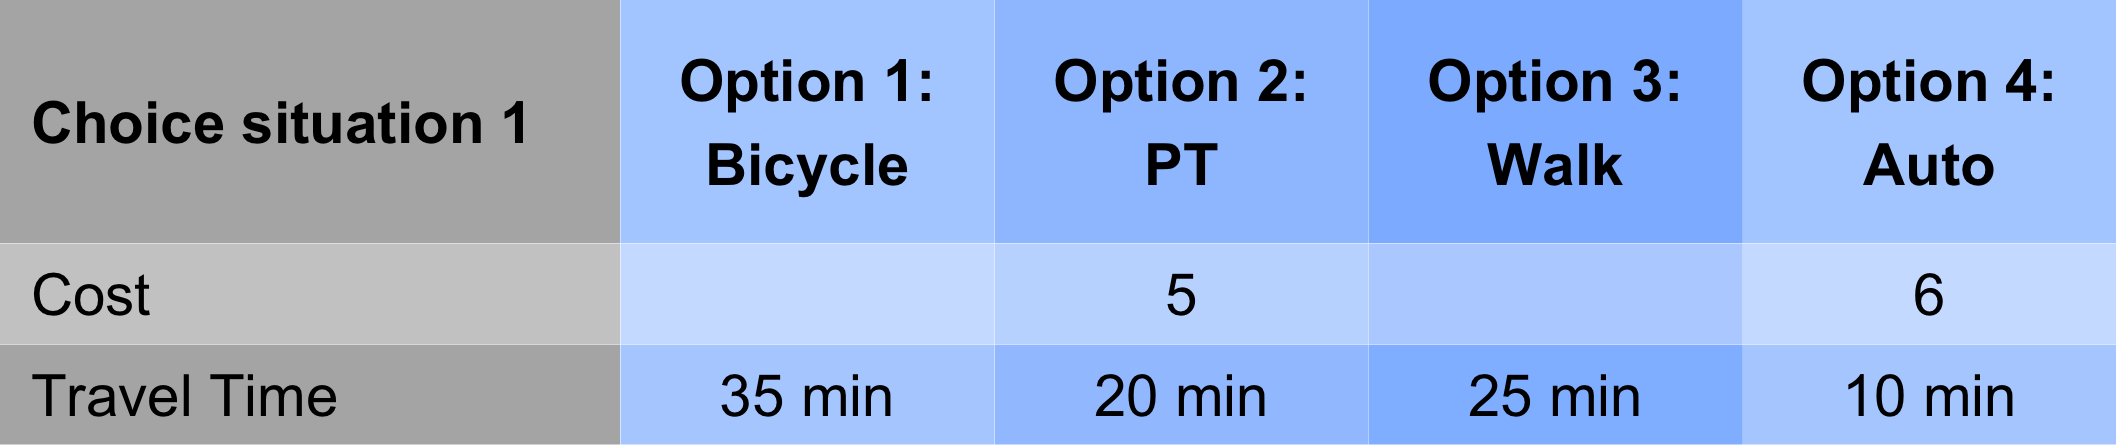 Choice situation 1
Option 1:
Bicycle
Option 2:
PT
Option 3:
Walk
Option 4:
Auto
Cost 5 6
Travel Time 35 min 20 min 25 min 10 min